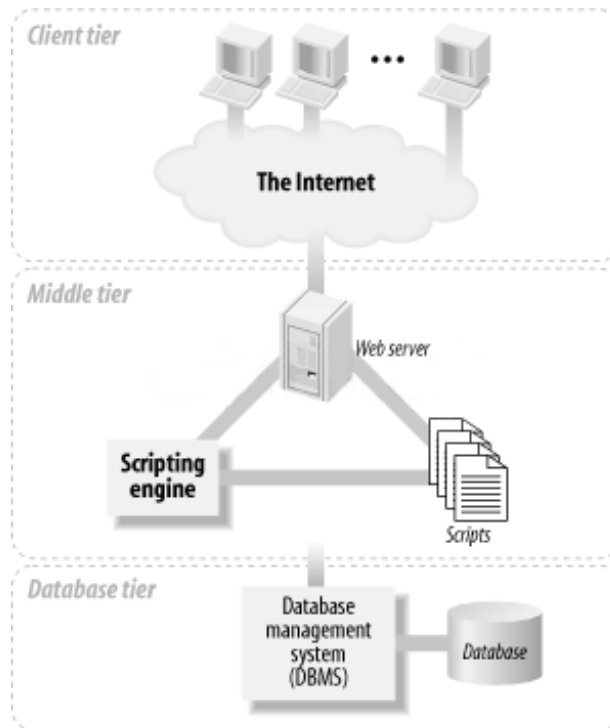 Client tier
The Internet
Middle tier
Web server
Scripting
engine
Scripts
Database tier
Database
management
system
(DBMS)
Database